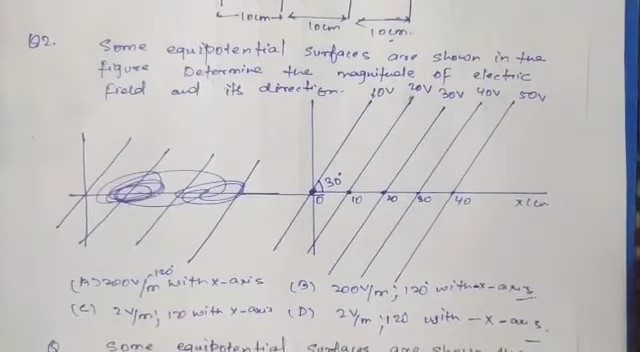 10cm 10cm 10cm
Q2. Some equipotential surfaces are shown in the
figure Determine the magnitude of electric
field and its direction. 10V 20V 30V 40V 50V
30°
0 10 20 30 40 x(cm
(A) 200V/m 120° with x-axis (B) 200V/m; 120° with -x-axis
(C) 2V/m; 120 with x-axis (D) 2V/m; 120 with -x-axis.
Q Some equipotential surfaces are shown